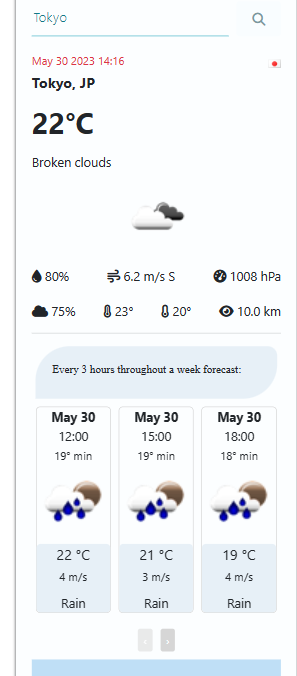 Tokyo
May 30 2023 14:16
Tokyo, JP
22°C
Broken clouds
80% 6.2 m/s S 1008 hPa
75% 23° 20° 10.0 km
Every 3 hours throughout a week forecast:
May 30 May 30 May 30
12:00 15:00 18:00
19° min 19° min 18° min
22 °C 21 °C 19 °C
4 m/s 3 m/s 4 m/s
Rain Rain Rain
‹ ›